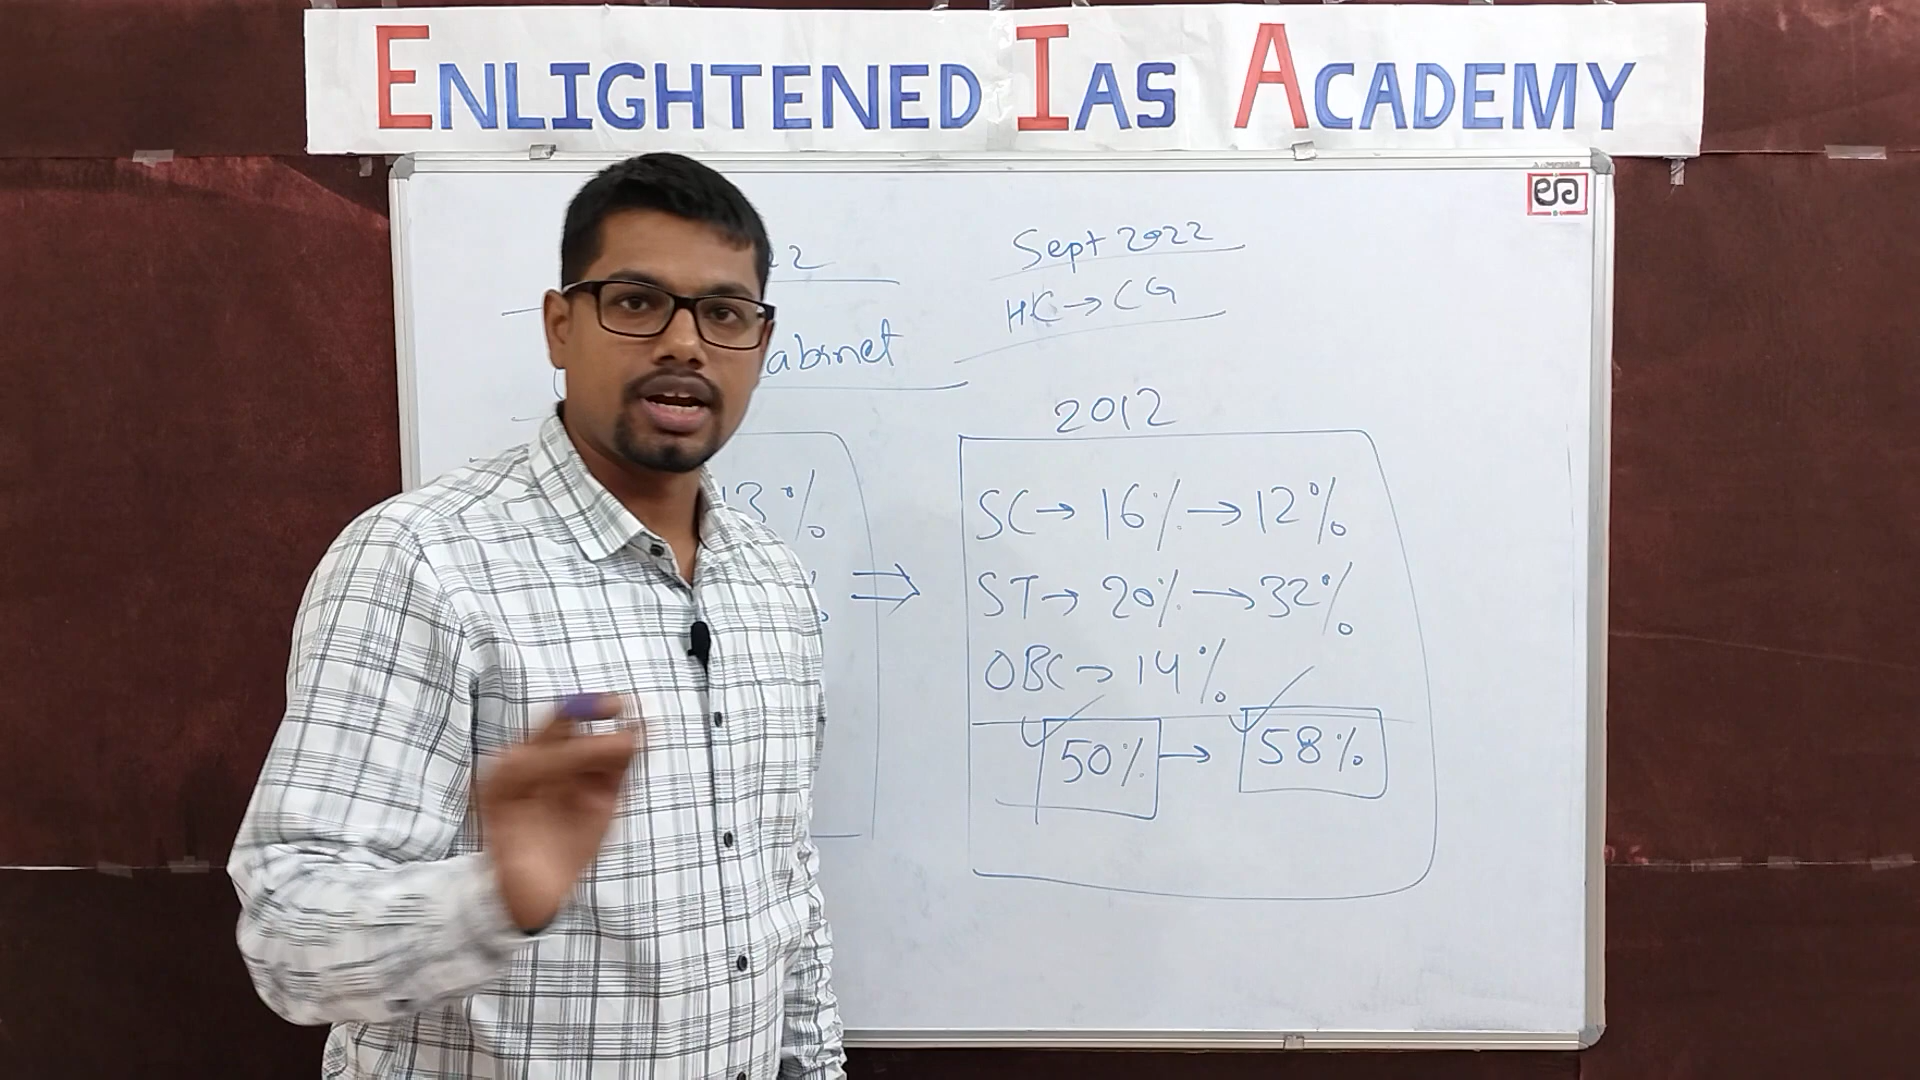 ENLIGHTENED IAS ACADEMY
Sept 2022
HC → CG
abinet
2012
13%
SC → 16% → 12%
ST → 20% → 32%
OBC → 14%
50% → 58%